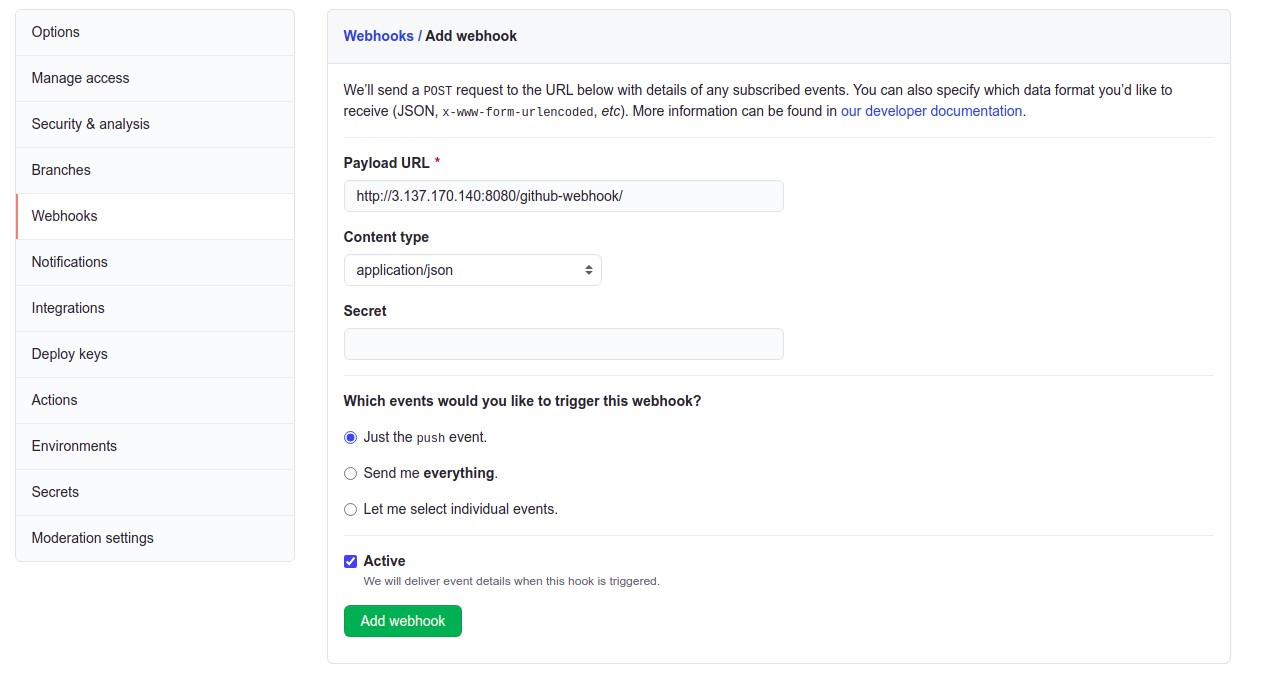 Options
Manage access
Security & analysis
Branches
Webhooks
Notifications
Integrations
Deploy keys
Actions
Environments
Secrets
Moderation settings
Webhooks / Add webhook
We’ll send a POST request to the URL below with details of any subscribed events. You can also specify which data format you’d like to
receive (JSON, x-www-form-urlencoded, etc). More information can be found in our developer documentation.
Payload URL *
http://3.137.170.140:8080/github-webhook/
Content type
application/json
Secret
Which events would you like to trigger this webhook?
Just the push event.
Send me everything.
Let me select individual events.
Active
We will deliver event details when this hook is triggered.
Add webhook